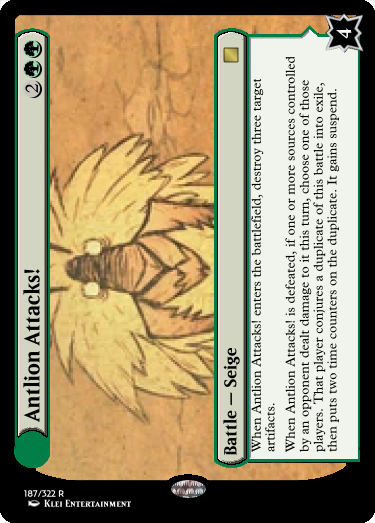 Antlion Attacks!
2
Battle — Seige
When Antlion Attacks! enters the battlefield, destroy three target
artifacts.
When Antlion Attacks! is defeated, if one or more sources controlled
by an opponent dealt damage to it this turn, choose one of those
players. That player conjures a duplicate of this battle into exile,
then puts two time counters on the duplicate. It gains suspend.
4
187/322 R
KLEI ENTERTAINMENT